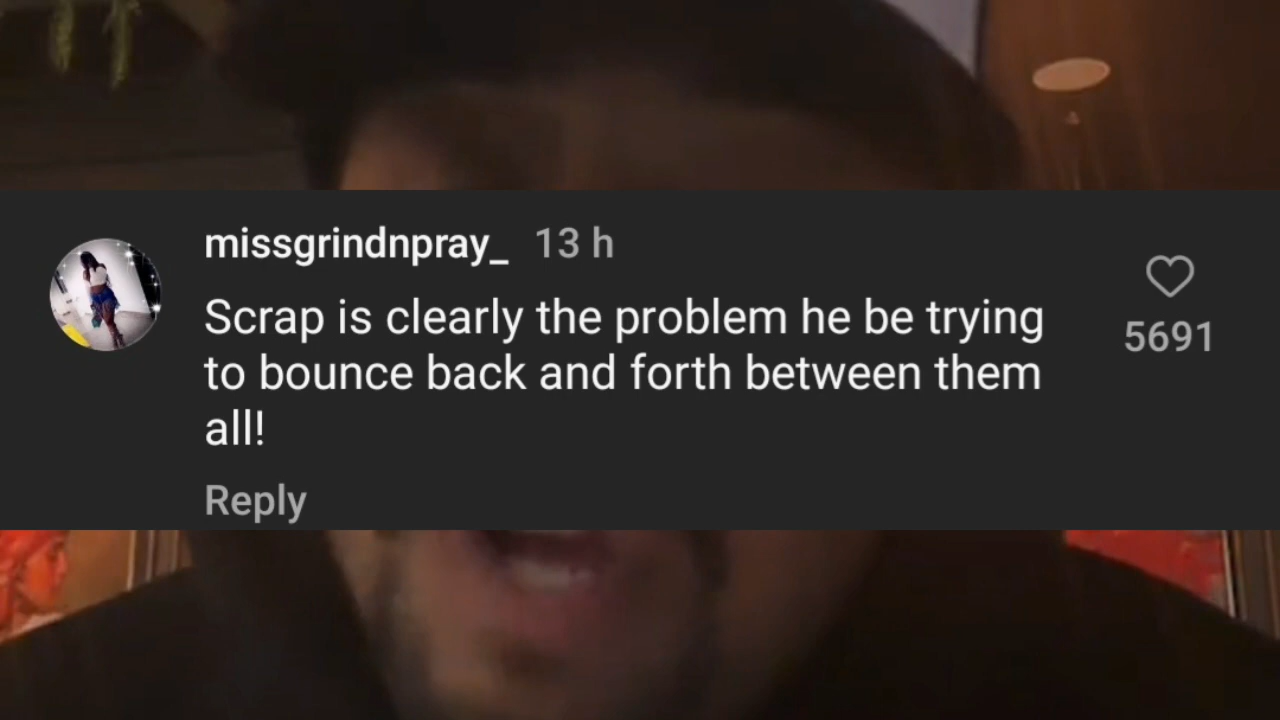 missgrindnpray_ 13 h
Scrap is clearly the problem he be trying
to bounce back and forth between them
all!
5691
Reply